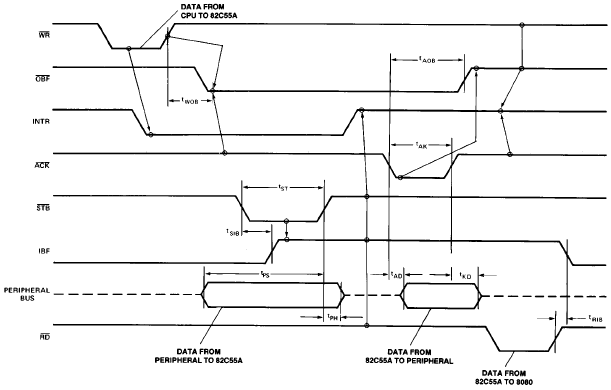 DATA FROM
CPU TO 82C55A
WR
tAOB
OBF
tWOB
INTR
tAK
ACK
tST
STB
tSIB
IBF
tPS
tAD
tKD
PERIPHERAL
BUS
tPH
tRIB
RD
DATA FROM
PERIPHERAL TO 82C55A
DATA FROM
82C55A TO PERIPHERAL
DATA FROM
82C55A TO 8080